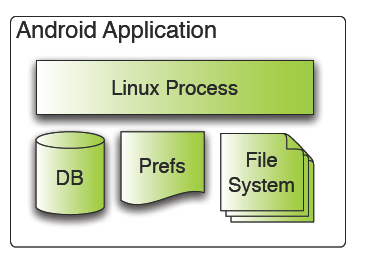 Android Application
Linux Process
DB
Prefs
File
System